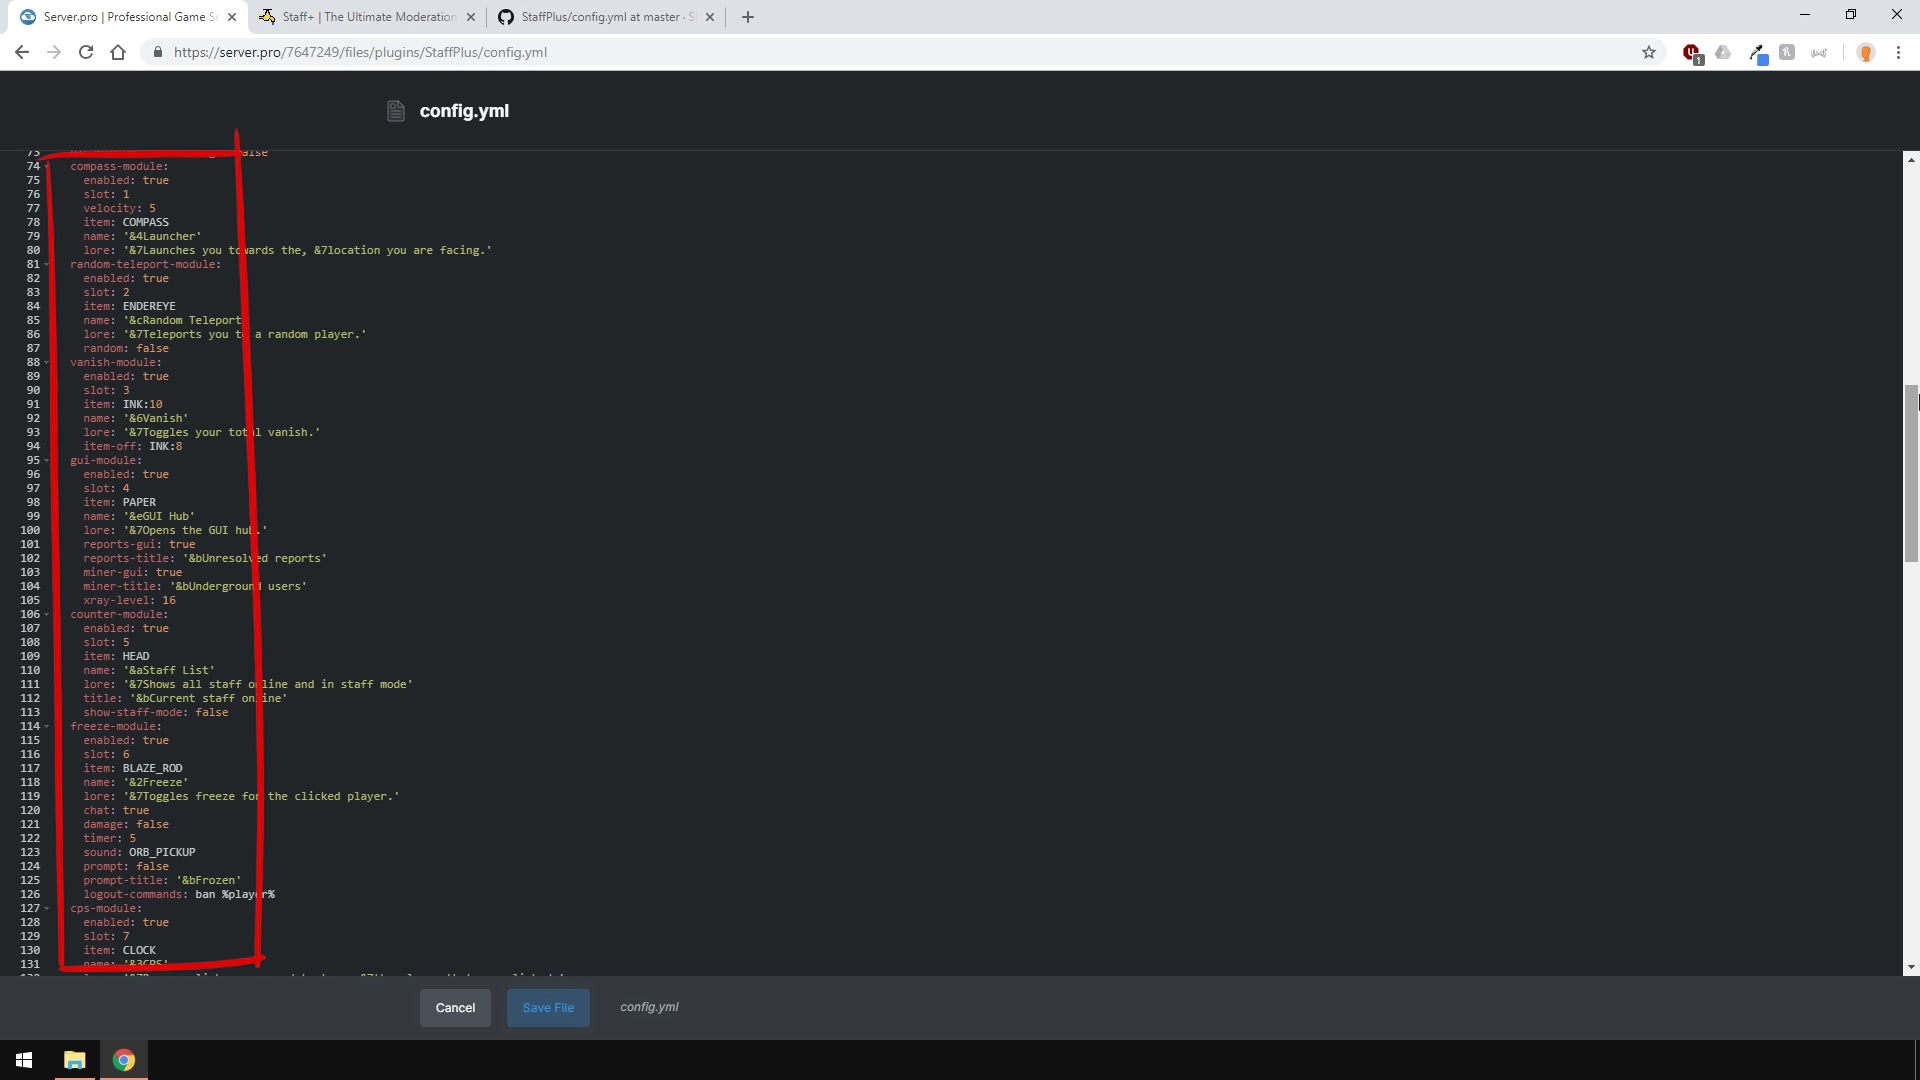 Server.pro | Professional Game Se
Staff+ | The Ultimate Moderation
StaffPlus/config.yml at master · S
https://server.pro/7647249/files/plugins/StaffPlus/config.yml
1
config.yml
73
74 compass-module:
75 enabled: true
76 slot: 1
77 velocity: 5
78 item: COMPASS
79 name: '&4Launcher'
80 lore: '&7Launches you towards the, &7location you are facing.'
81 random-teleport-module:
82 enabled: true
83 slot: 2
84 item: ENDEREYE
85 name: '&cRandom Teleport
86 lore: '&7Teleports you to a random player.'
87 random: false
88 vanish-module:
89 enabled: true
90 slot: 3
91 item: INK:10
92 name: '&6Vanish'
93 lore: '&7Toggles your total vanish.'
94 item-off: INK:8
95 gui-module:
96 enabled: true
97 slot: 4
98 item: PAPER
99 name: '&eGUI Hub'
100 lore: '&7Opens the GUI hub.'
101 reports-gui: true
102 reports-title: '&bUnresolved reports'
103 miner-gui: true
104 miner-title: '&bUnderground users'
105 xray-level: 16
106 counter-module:
107 enabled: true
108 slot: 5
109 item: HEAD
110 name: '&aStaff List'
111 lore: '&7Shows all staff online and in staff mode'
112 title: '&bCurrent staff online'
113 show-staff-mode: false
114 freeze-module:
115 enabled: true
116 slot: 6
117 item: BLAZE_ROD
118 name: '&2Freeze'
119 lore: '&7Toggles freeze for the clicked player.'
120 chat: true
121 damage: false
122 timer: 5
123 sound: ORB_PICKUP
124 prompt: false
125 prompt-title: '&bFrozen'
126 logout-commands: ban %player%
127 cps-module:
128 enabled: true
129 slot: 7
130 item: CLOCK
131 name: '&3CPS'
Cancel
Save File
config.yml